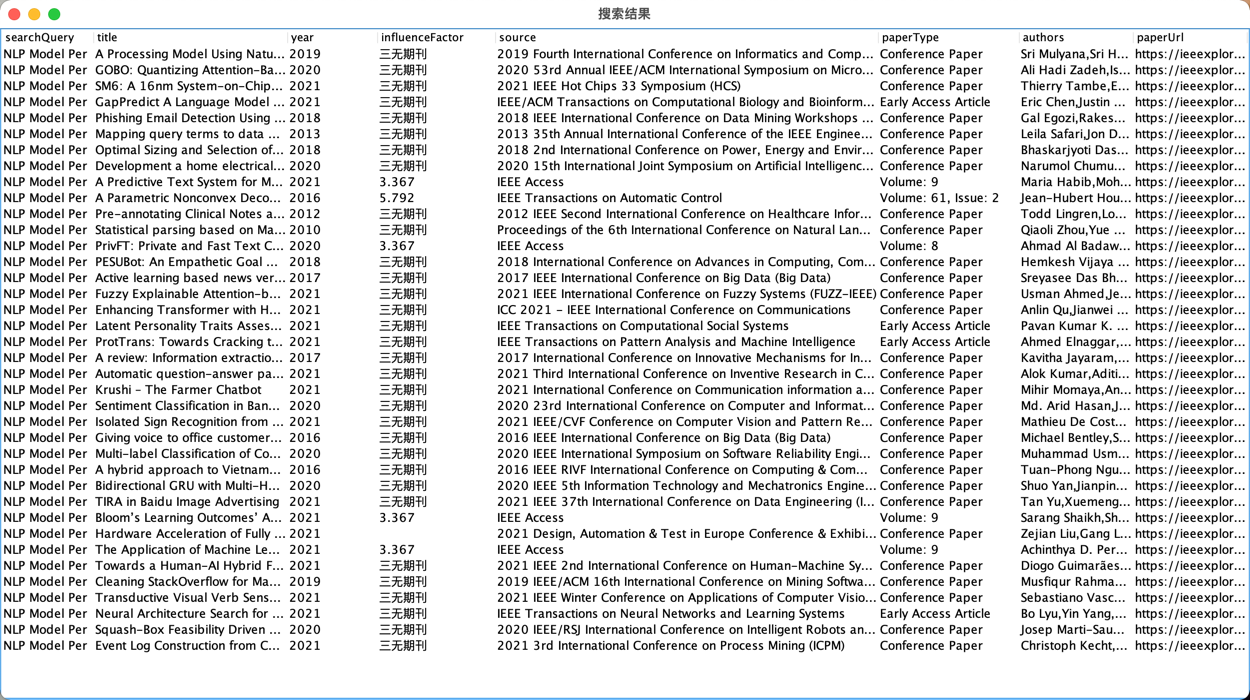 搜索结果
searchQuery title year influenceFactor source paperType authors paperUrl
NLP Model Per A Processing Model Using Natu... 2019 三无期刊 2019 Fourth International Conference on Informatics and Comp... Conference Paper Sri Mulyana,Sri H... https://ieeexplor...
NLP Model Per GOBO: Quantizing Attention-Ba... 2020 三无期刊 2020 53rd Annual IEEE/ACM International Symposium on Micro... Conference Paper Ali Hadi Zadeh,Is... https://ieeexplor...
NLP Model Per SM6: A 16nm System-on-Chip... 2021 三无期刊 2021 IEEE Hot Chips 33 Symposium (HCS) Conference Paper Thierry Tambe,E... https://ieeexplor...
NLP Model Per GapPredict A Language Model ... 2021 三无期刊 IEEE/ACM Transactions on Computational Biology and Bioinform... Early Access Article Eric Chen,Justin ... https://ieeexplor...
NLP Model Per Phishing Email Detection Using ... 2018 三无期刊 2018 IEEE International Conference on Data Mining Workshops ... Conference Paper Gal Egozi,Rakes... https://ieeexplor...
NLP Model Per Mapping query terms to data ... 2013 三无期刊 2013 35th Annual International Conference of the IEEE Enginee... Conference Paper Leila Safari,Jon D... https://ieeexplor...
NLP Model Per Optimal Sizing and Selection of... 2018 三无期刊 2018 2nd International Conference on Power, Energy and Envir... Conference Paper Bhaskarjyoti Das... https://ieeexplor...
NLP Model Per Development a home electrical... 2020 三无期刊 2020 15th International Joint Symposium on Artificial Intelligenc... Conference Paper Narumol Chumu... https://ieeexplor...
NLP Model Per A Predictive Text System for M... 2021 3.367 IEEE Access Volume: 9 Maria Habib,Moh... https://ieeexplor...
NLP Model Per A Parametric Nonconvex Deco... 2016 5.792 IEEE Transactions on Automatic Control Volume: 61, Issue: 2 Jean-Hubert Hou... https://ieeexplor...
NLP Model Per Pre-annotating Clinical Notes a... 2012 三无期刊 2012 IEEE Second International Conference on Healthcare Infor... Conference Paper Todd Lingren,Lo... https://ieeexplor...
NLP Model Per Statistical parsing based on Ma... 2010 三无期刊 Proceedings of the 6th International Conference on Natural Lan... Conference Paper Qiaoli Zhou,Yue ... https://ieeexplor...
NLP Model Per PrivFT: Private and Fast Text C... 2020 3.367 IEEE Access Volume: 8 Ahmad Al Badaw... https://ieeexplor...
NLP Model Per PESUBot: An Empathetic Goal ... 2018 三无期刊 2018 International Conference on Advances in Computing, Com... Conference Paper Hemkesh Vijaya ... https://ieeexplor...
NLP Model Per Active learning based news ver... 2017 三无期刊 2017 IEEE International Conference on Big Data (Big Data) Conference Paper Sreyasee Das Bh... https://ieeexplor...
NLP Model Per Fuzzy Explainable Attention-b... 2021 三无期刊 2021 IEEE International Conference on Fuzzy Systems (FUZZ-IEEE) Conference Paper Usman Ahmed,Je... https://ieeexplor...
NLP Model Per Enhancing Transformer with H... 2021 三无期刊 ICC 2021 - IEEE International Conference on Communications Conference Paper Anlin Qu,Jianwei ... https://ieeexplor...
NLP Model Per Latent Personality Traits Asses... 2021 三无期刊 IEEE Transactions on Computational Social Systems Early Access Article Pavan Kumar K. ... https://ieeexplor...
NLP Model Per ProtTrans: Towards Cracking t... 2021 三无期刊 IEEE Transactions on Pattern Analysis and Machine Intelligence Early Access Article Ahmed Elnaggar,... https://ieeexplor...
NLP Model Per A review: Information extractio... 2017 三无期刊 2017 International Conference on Innovative Mechanisms for In... Conference Paper Kavitha Jayaram,... https://ieeexplor...
NLP Model Per Automatic question-answer pa... 2021 三无期刊 2021 Third International Conference on Inventive Research in C... Conference Paper Alok Kumar,Aditi... https://ieeexplor...
NLP Model Per Krushi - The Farmer Chatbot 2021 三无期刊 2021 International Conference on Communication information a... Conference Paper Mihir Momaya,An... https://ieeexplor...
NLP Model Per Sentiment Classification in Ban... 2020 三无期刊 2020 23rd International Conference on Computer and Informat... Conference Paper Md. Arid Hasan,J... https://ieeexplor...
NLP Model Per Isolated Sign Recognition from ... 2021 三无期刊 2021 IEEE/CVF Conference on Computer Vision and Pattern Re... Conference Paper Mathieu De Cost... https://ieeexplor...
NLP Model Per Giving voice to office customer... 2016 三无期刊 2016 IEEE International Conference on Big Data (Big Data) Conference Paper Michael Bentley,S... https://ieeexplor...
NLP Model Per Multi-label Classification of Co... 2020 三无期刊 2020 IEEE International Symposium on Software Reliability Engi... Conference Paper Muhammad Usm... https://ieeexplor...
NLP Model Per A hybrid approach to Vietnam... 2016 三无期刊 2016 IEEE RIVF International Conference on Computing & Com... Conference Paper Tuan-Phong Ngu... https://ieeexplor...
NLP Model Per Bidirectional GRU with Multi-H... 2020 三无期刊 2020 IEEE 5th Information Technology and Mechatronics Engine... Conference Paper Shuo Yan,Jianpin... https://ieeexplor...
NLP Model Per TIRA in Baidu Image Advertising 2021 三无期刊 2021 IEEE 37th International Conference on Data Engineering (I... Conference Paper Tan Yu,Xuemeng... https://ieeexplor...
NLP Model Per Bloom's Learning Outcomes' A... 2021 3.367 IEEE Access Volume: 9 Sarang Shaikh,Sh... https://ieeexplor...
NLP Model Per Hardware Acceleration of Fully ... 2021 2021 Design, Automation & Test in Europe Conference & Exhibi... Conference Paper Zejian Liu,Gang L... https://ieeexplor...
NLP Model Per The Application of Machine Le... 2021 3.367 IEEE Access Volume: 9 Achinthya D. Per... https://ieeexplor...
NLP Model Per Towards a Human-AI Hybrid F... 2021 三无期刊 2021 IEEE 2nd International Conference on Human-Machine Sy... Conference Paper Diogo Guimarães... https://ieeexplor...
NLP Model Per Cleaning StackOverflow for Ma... 2019 三无期刊 2019 IEEE/ACM 16th International Conference on Mining Softwa... Conference Paper Musfiqur Rahma... https://ieeexplor...
NLP Model Per Transductive Visual Verb Sens... 2021 三无期刊 2021 IEEE Winter Conference on Applications of Computer Visio... Conference Paper Sebastiano Vasc... https://ieeexplor...
NLP Model Per Neural Architecture Search for ... 2021 三无期刊 IEEE Transactions on Neural Networks and Learning Systems Early Access Article Bo Lyu,Yin Yang,... https://ieeexplor...
NLP Model Per Squash-Box Feasibility Driven ... 2020 三无期刊 2020 IEEE/RSJ International Conference on Intelligent Robots an... Conference Paper Josep Marti-Sau... https://ieeexplor...
NLP Model Per Event Log Construction from C... 2021 三无期刊 2021 3rd International Conference on Process Mining (ICPM) Conference Paper Christoph Kecht,... https://ieeexplor...